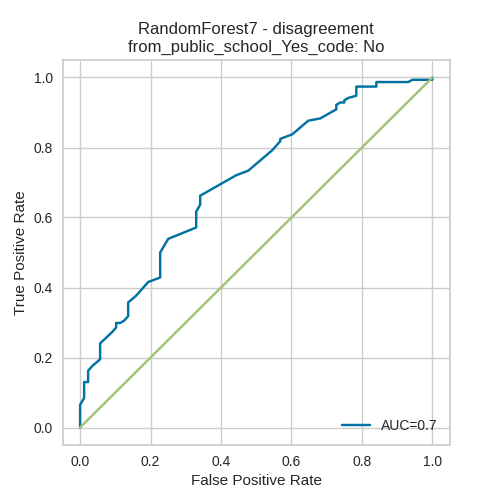 RandomForest7 - disagreement
from_public_school_Yes_code: No
True Positive Rate
1.0
0.8
0.6
0.4
0.2
0.0
AUC=0.7
0.0 0.2 0.4 0.6 0.8 1.0
False Positive Rate